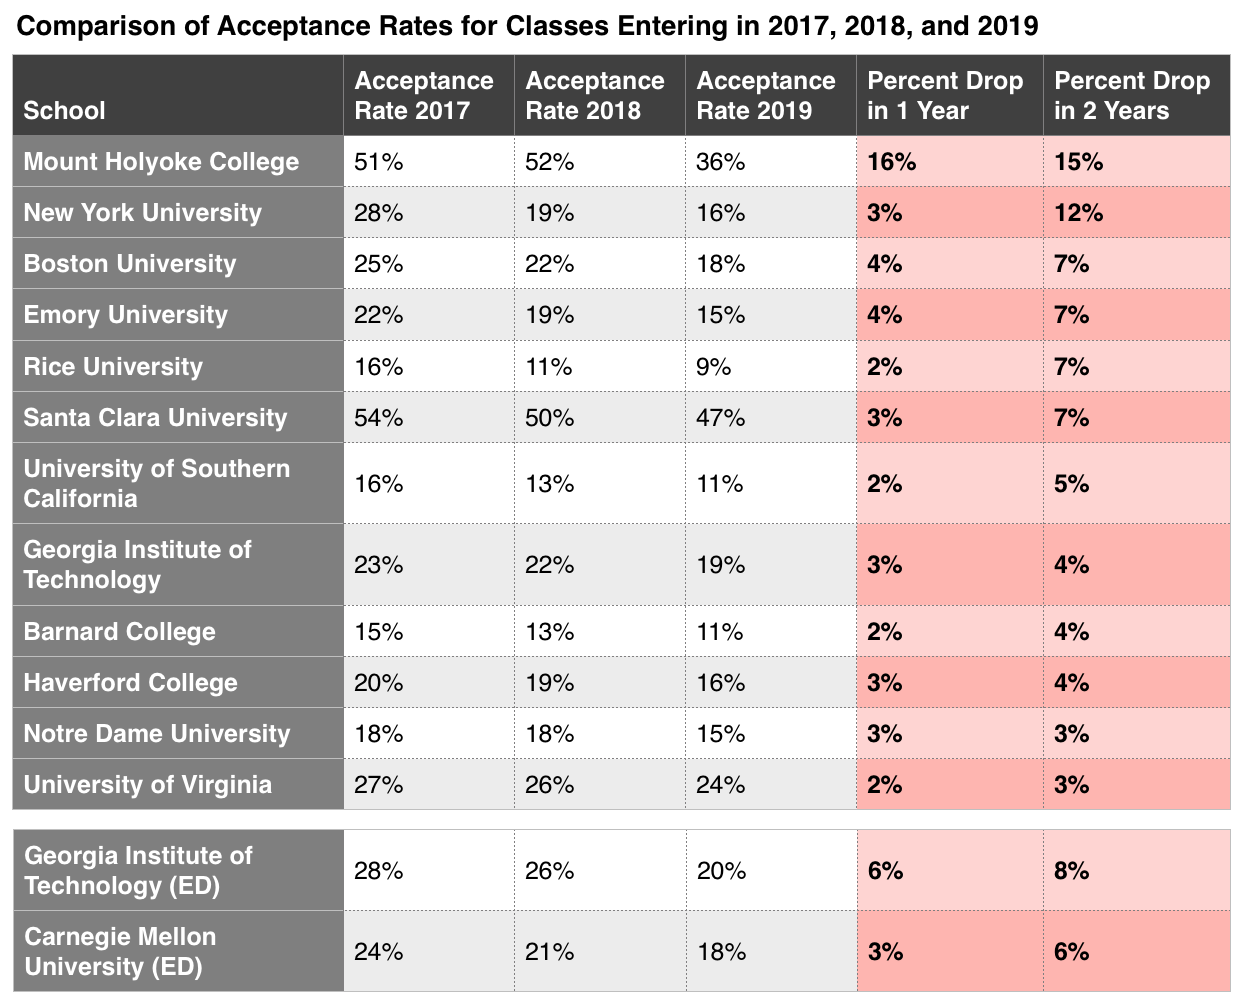 Comparison of Acceptance Rates for Classes Entering in 2017, 2018, and 2019
School Acceptance Rate 2017 Acceptance Rate 2018 Acceptance Rate 2019 Percent Drop in 1 Year Percent Drop in 2 Years
Mount Holyoke College 51% 52% 36% 16% 15%
New York University 28% 19% 16% 3% 12%
Boston University 25% 22% 18% 4% 7%
Emory University 22% 19% 15% 4% 7%
Rice University 16% 11% 9% 2% 7%
Santa Clara University 54% 50% 47% 3% 7%
University of Southern California 16% 13% 11% 2% 5%
Georgia Institute of Technology 23% 22% 19% 3% 4%
Barnard College 15% 13% 11% 2% 4%
Haverford College 20% 19% 16% 3% 4%
Notre Dame University 18% 18% 15% 3% 3%
University of Virginia 27% 26% 24% 2% 3%
Georgia Institute of Technology (ED) 28% 26% 20% 6% 8%
Carnegie Mellon University (ED) 24% 21% 18% 3% 6%